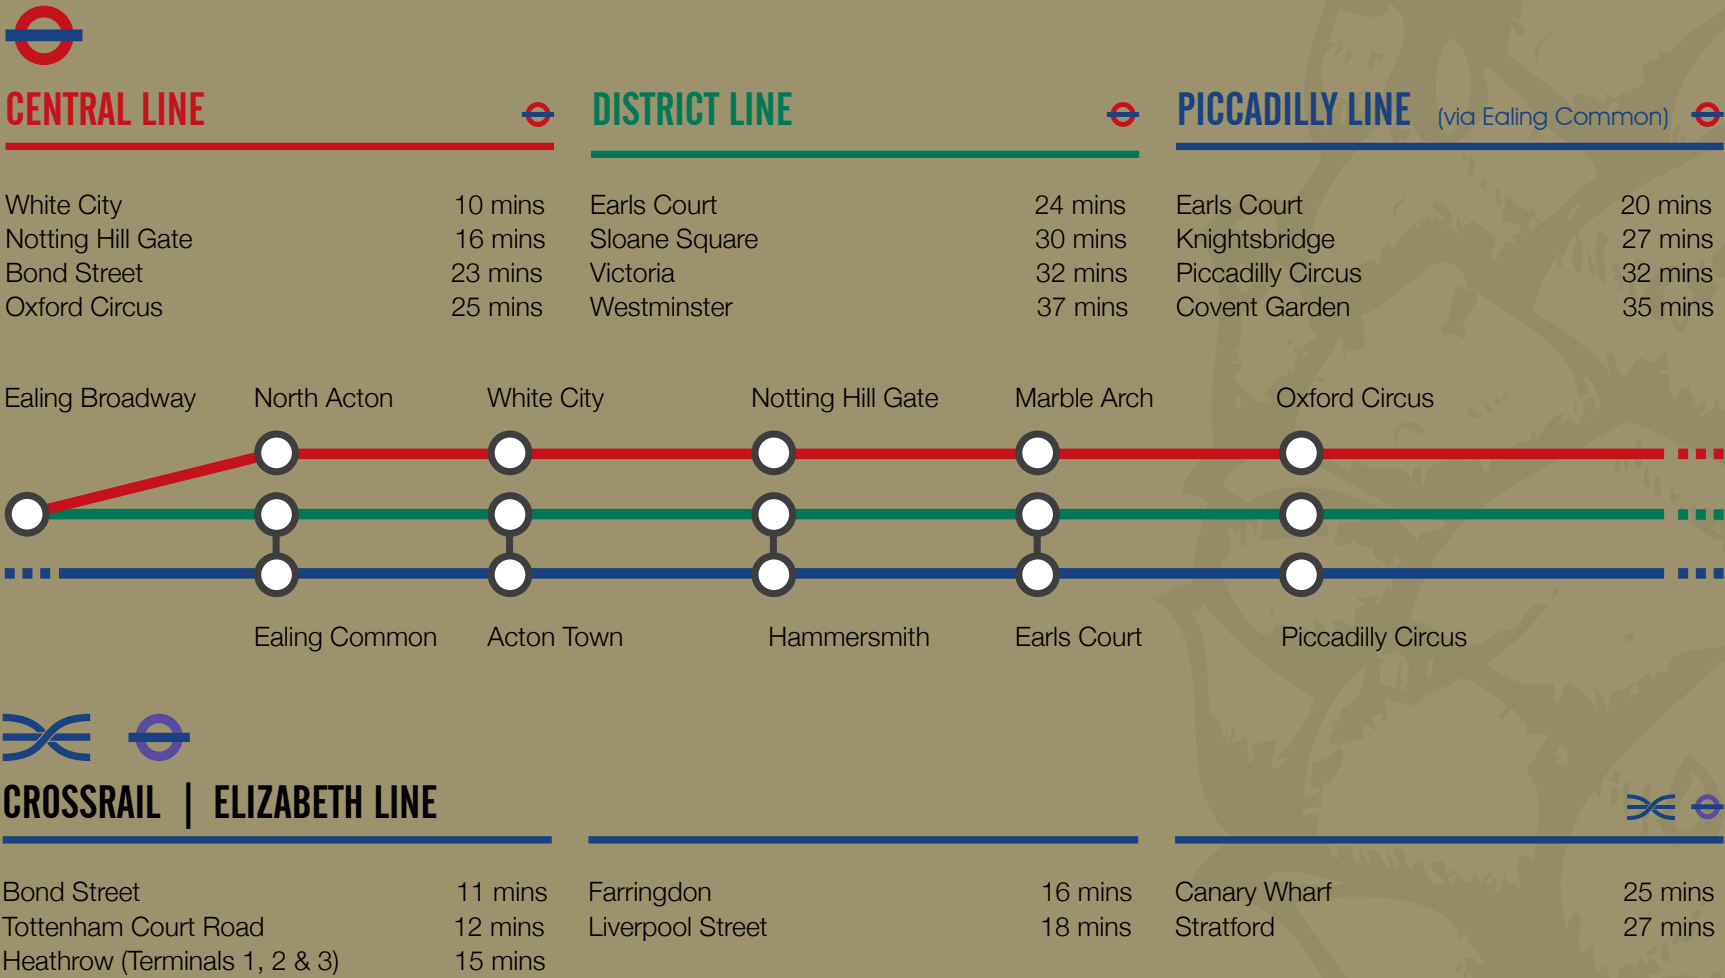 CENTRAL LINE
White City 10 mins
Notting Hill Gate 16 mins
Bond Street 23 mins
Oxford Circus 25 mins
DISTRICT LINE
Earls Court 24 mins
Sloane Square 30 mins
Victoria 32 mins
Westminster 37 mins
PICCADILLY LINE (via Ealing Common)
Earls Court 20 mins
Knightsbridge 27 mins
Piccadilly Circus 32 mins
Covent Garden 35 mins
Ealing Broadway North Acton White City Notting Hill Gate Marble Arch Oxford Circus
Ealing Common Acton Town Hammersmith Earls Court Piccadilly Circus
CROSSRAIL | ELIZABETH LINE
Bond Street 11 mins
Tottenham Court Road 12 mins
Heathrow (Terminals 1, 2 & 3) 15 mins
Farringdon 16 mins
Liverpool Street 18 mins
Canary Wharf 25 mins
Stratford 27 mins